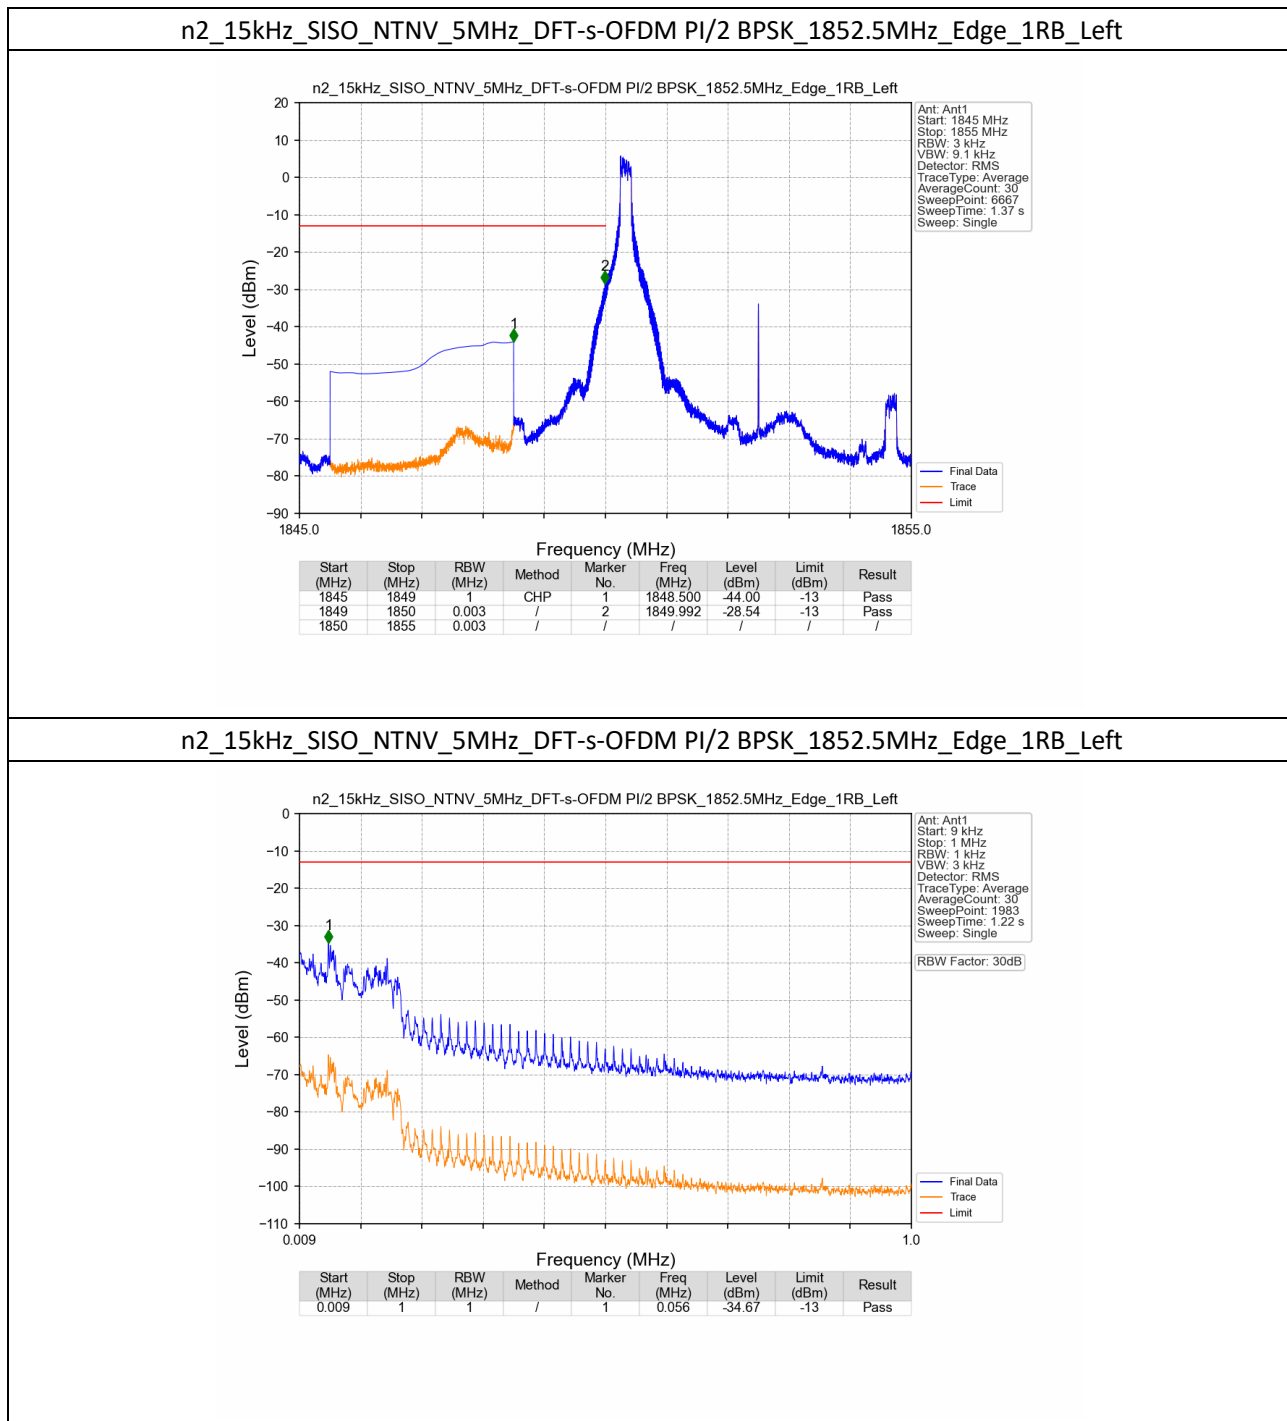 n2_15kHz_SISO_NTNV_5MHz_DFT-s-OFDM PI/2 BPSK_1852.5MHz_Edge_1RB_Left
n2_15kHz_SISO_NTNV_5MHz_DFT-s-OFDM PI/2 BPSK_1852.5MHz_Edge_1RB_Left
Ant: Ant1
Start: 1845 MHz
Stop: 1855 MHz
RBW: 3 kHz
VBW: 9.1 kHz
Detector: RMS
TraceType: Average
AverageCount: 30
SweepPoint: 6667
SweepTime: 1.37 s
Sweep: Single
20
10
0
−10
−20
−30
−40
−50
−60
−70
−80
−90
Level (dBm)
1
2
Final Data
Trace
Limit
1845.0 1855.0
Frequency (MHz)
Start (MHz) Stop (MHz) RBW (MHz) Method Marker No. Freq (MHz) Level (dBm) Limit (dBm) Result
1845 1849 1 CHP 1 1848.500 -44.00 -13 Pass
1849 1850 0.003 / 2 1849.992 -28.54 -13 Pass
1850 1855 0.003 / / / / / /
n2_15kHz_SISO_NTNV_5MHz_DFT-s-OFDM PI/2 BPSK_1852.5MHz_Edge_1RB_Left
n2_15kHz_SISO_NTNV_5MHz_DFT-s-OFDM PI/2 BPSK_1852.5MHz_Edge_1RB_Left
Ant: Ant1
Start: 9 kHz
Stop: 1 MHz
RBW: 1 kHz
VBW: 3 kHz
Detector: RMS
TraceType: Average
AverageCount: 30
SweepPoint: 1983
SweepTime: 1.22 s
Sweep: Single
RBW Factor: 30dB
0
−10
−20
−30
−40
−50
−60
−70
−80
−90
−100
−110
Level (dBm)
1
Final Data
Trace
Limit
0.009 1.0
Frequency (MHz)
Start (MHz) Stop (MHz) RBW (MHz) Method Marker No. Freq (MHz) Level (dBm) Limit (dBm) Result
0.009 1 1 / 1 0.056 -34.67 -13 Pass